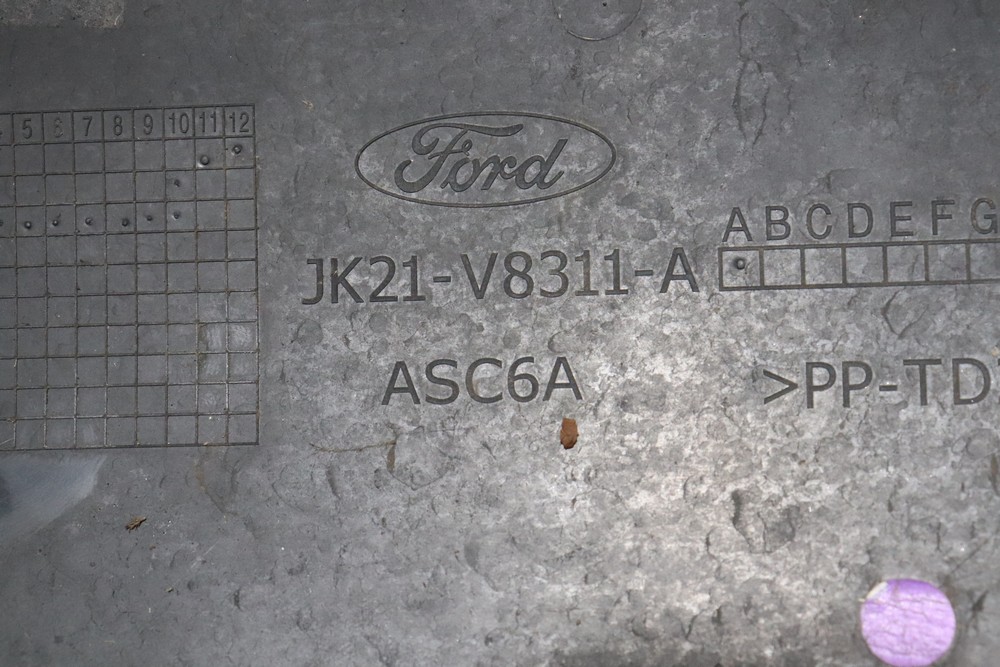 5 6 7 8 9 10 11 12
Ford
ABCDEFG
JK21-V8311-A
ASC6A
>PP-TD